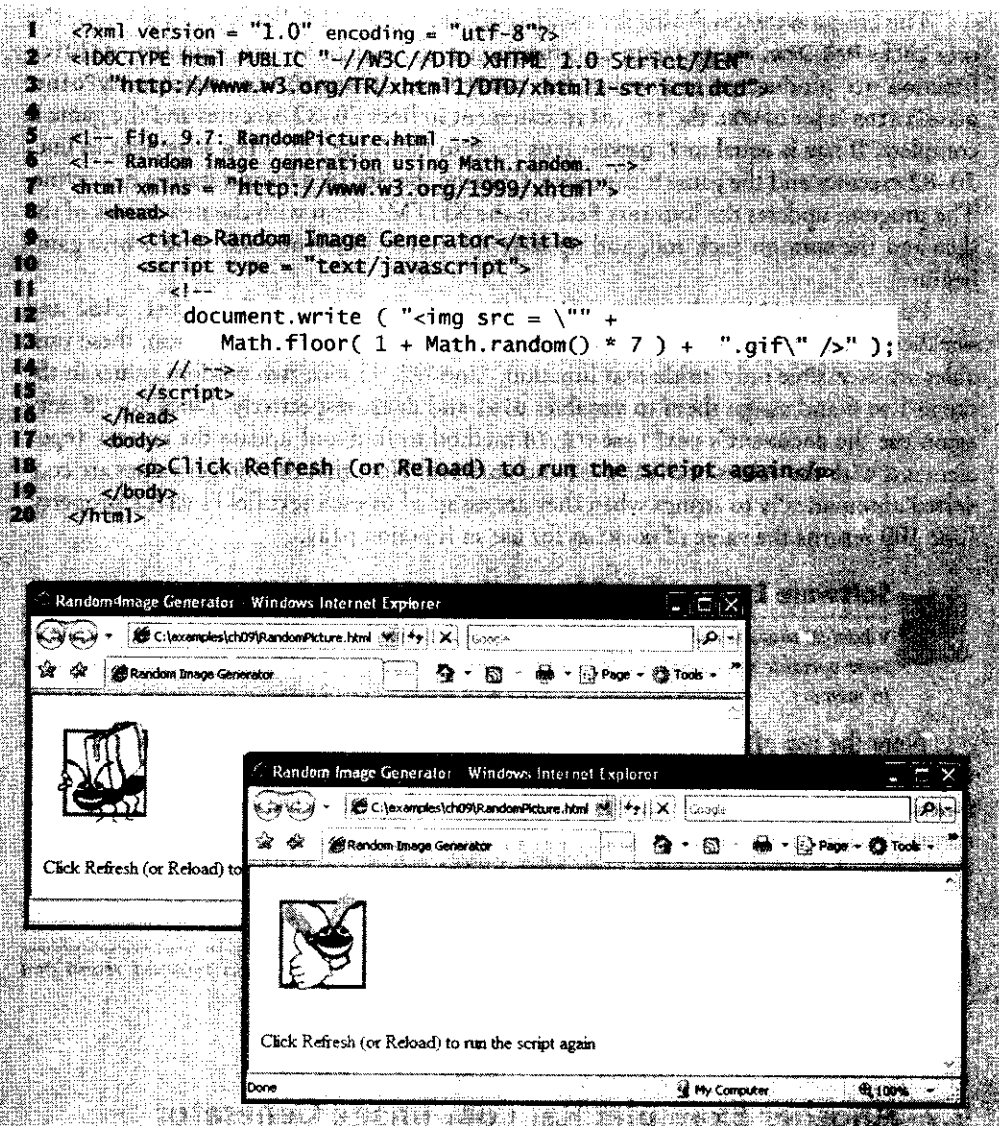 1 <?xml version = "1.0" encoding = "utf-8"?>
2 <!DOCTYPE html PUBLIC "-//W3C//DTD XHTML 1.0 Strict//EN"
3 "http://www.w3.org/TR/xhtml1/DTD/xhtml1-strict.dtd">
4
5 <!-- Fig. 9.7: RandomPicture.html -->
6 <!-- Random image generation using Math.random. -->
7 <html xmlns = "http://www.w3.org/1999/xhtml">
8 <head>
9 <title>Random Image Generator</title>
10 <script type = "text/javascript">
11 <!--
12 document.write ( "<img src = \"" +
13 Math.floor( 1 + Math.random() * 7 ) + ".gif\" />" );
14 // -->
15 </script>
16 </head>
17 <body>
18 <p>Click Refresh (or Reload) to run the script again</p>
19 </body>
20 </html>
Random Image Generator - Windows Internet Explorer
C:\examples\ch09\RandomPicture.html Google
Random Image Generator Page Tools
Click Refresh (or Reload) to
Random Image Generator - Windows Internet Explorer
C:\examples\ch09\RandomPicture.html Google
Random Image Generator Page Tools
Click Refresh (or Reload) to run the script again
Done My Computer 100%